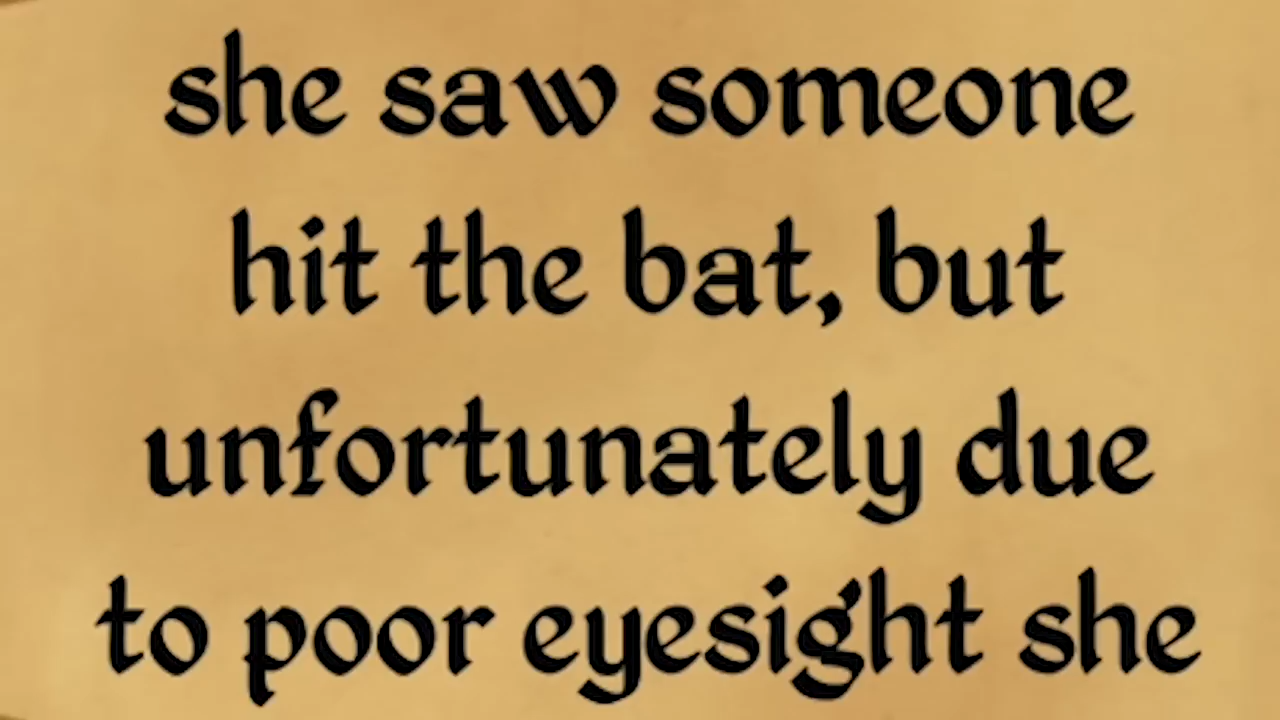 she saw someone
hit the bat, but
unfortunately due
to poor eyesight she